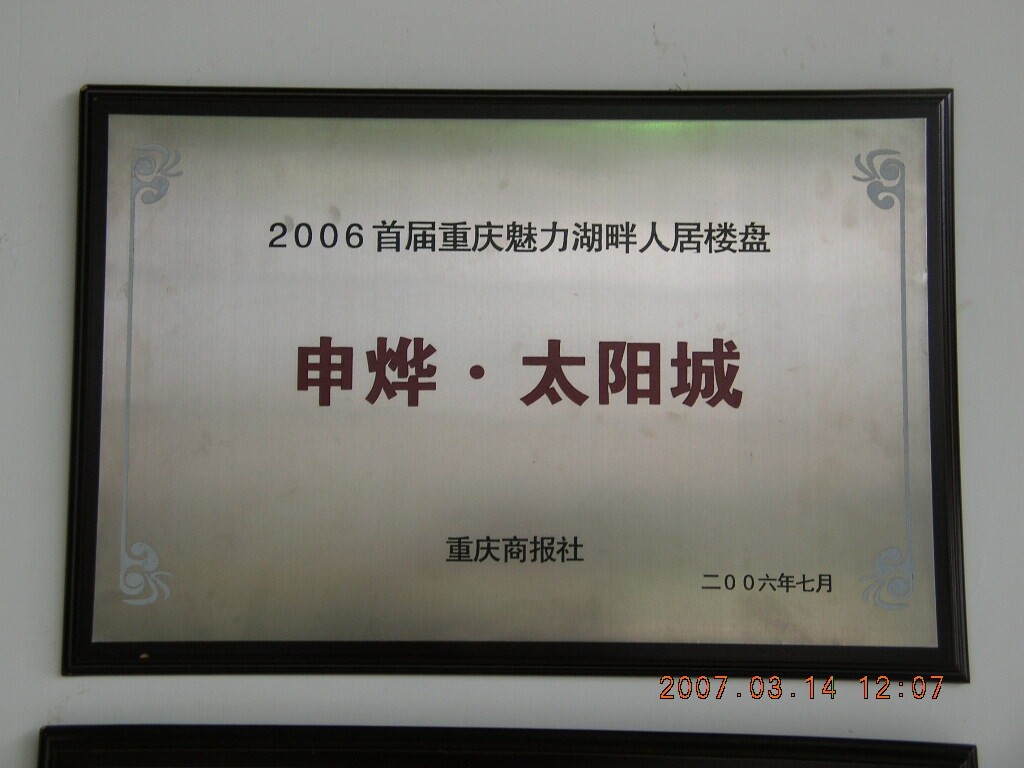 2006首届重庆魅力湖畔人居楼盘
申烨·太阳城
重庆商报社
二00六年七月
2007.03.14 12:07